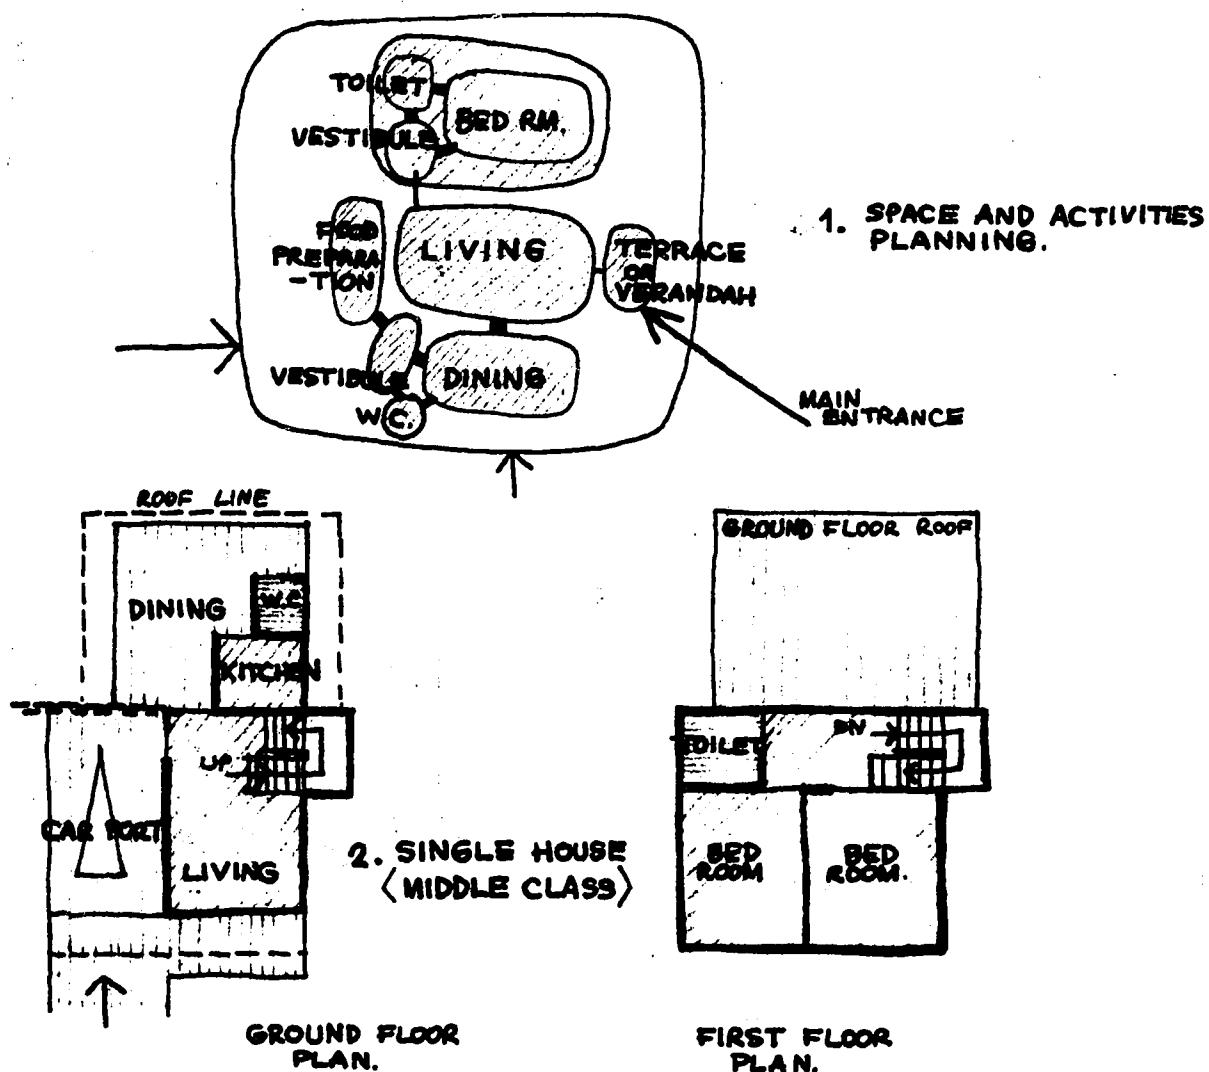 TOILET
BED RM.
VESTIBULE
1. SPACE AND ACTIVITIES
PLANNING.
FOOD
PREPARA
-TION
LIVING
TERRACE
OR
VERANDAH
VESTIBULE
DINING
W.C.
MAIN
ENTRANCE
ROOF LINE
DINING
W.C
KITCHEN
UP
CAR PORT
LIVING
2. SINGLE HOUSE
(MIDDLE CLASS)
GROUND FLOOR
PLAN.
GROUND FLOOR ROOF
TOILET
DN
BED
ROOM
BED
ROOM.
FIRST FLOOR
PLAN.